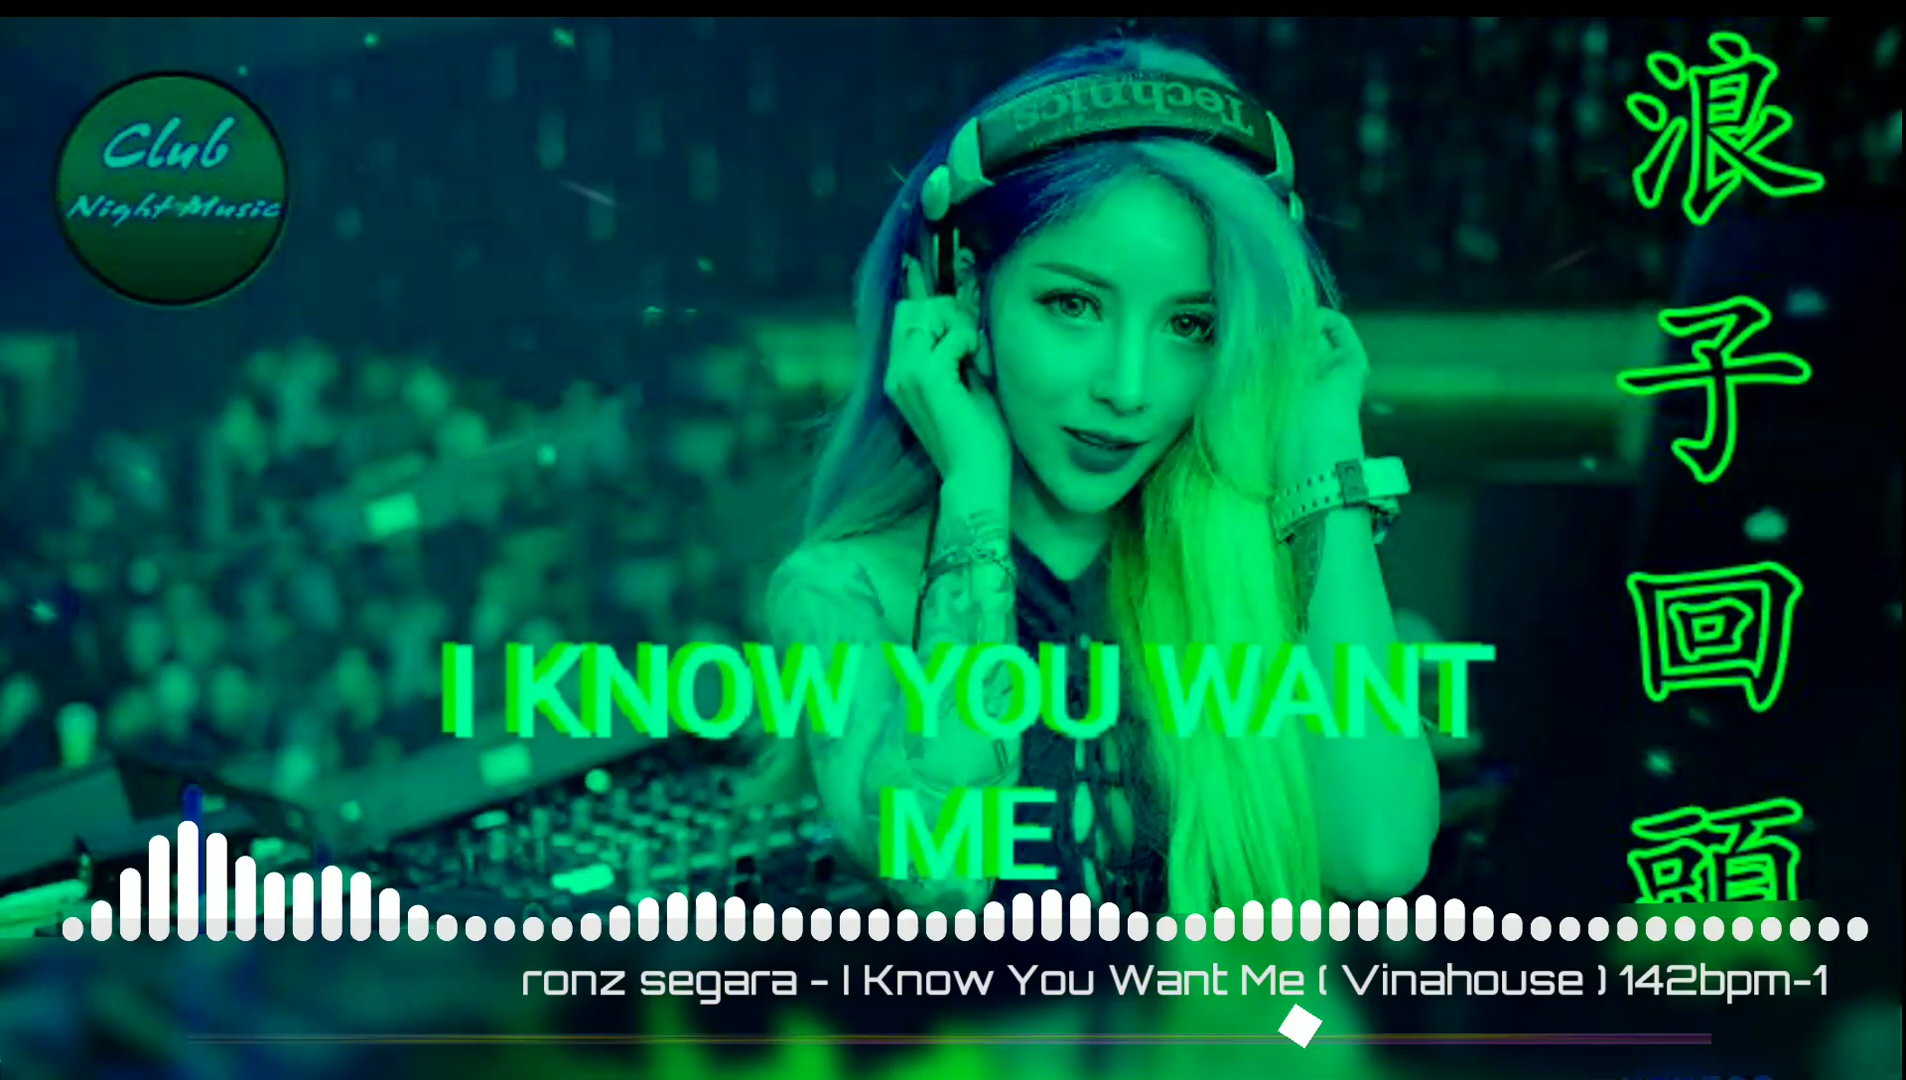 Club
Night Music
Technics
浪
子
回
頭
I KNOW YOU WANT
ME
ronz segara - I Know You Want Me ( Vinahouse ) 142bpm-1